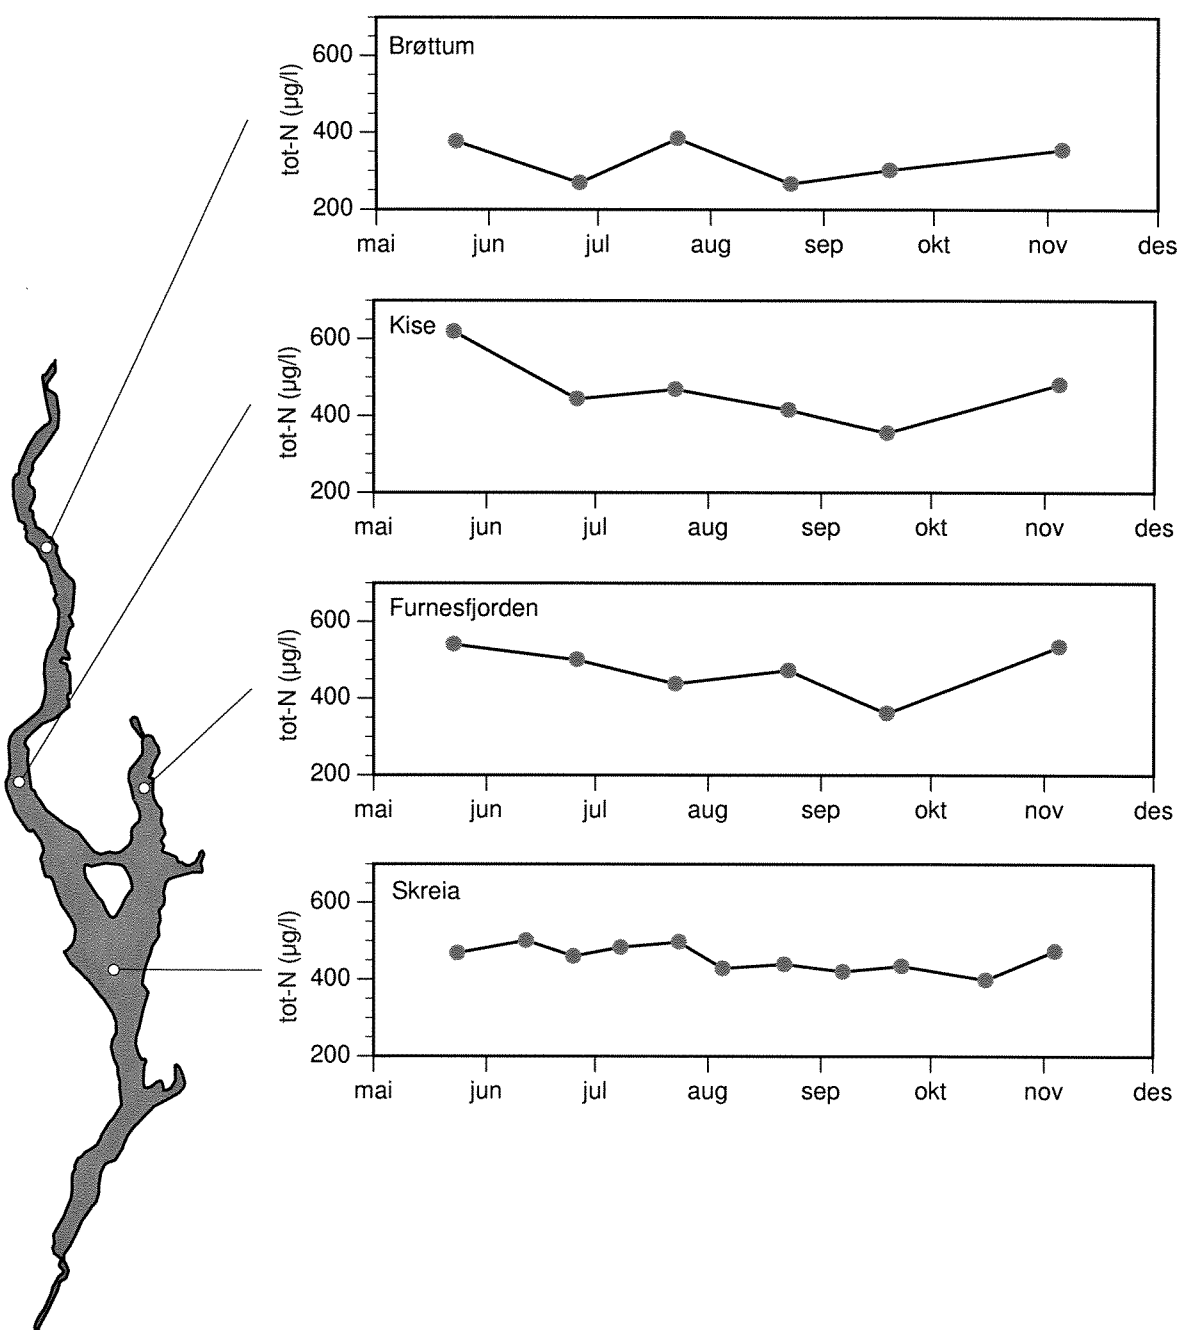 Brøttum
tot-N (µg/l)
600
400
200
mai jun jul aug sep okt nov des
Kise
tot-N (µg/l)
600
400
200
mai jun jul aug sep okt nov des
Furnesfjorden
tot-N (µg/l)
600
400
200
mai jun jul aug sep okt nov des
Skreia
tot-N (µg/l)
600
400
200
mai jun jul aug sep okt nov des